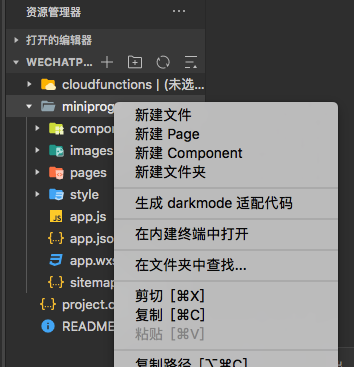 资源管理器
打开的编辑器
WECHATP...
cloudfunctions | (未选...
miniprog
新建文件
新建 Page
compo
新建 Component
images
新建文件夹
pages
生成 darkmode 适配代码
style
app.js
在内建终端中打开
app.jso
app.wxs
在文件夹中查找...
sitemap
剪切 [⌘X]
project.c
复制 [⌘C]
README
粘贴 [⌘V]
复制路径 [⌥⌘C]